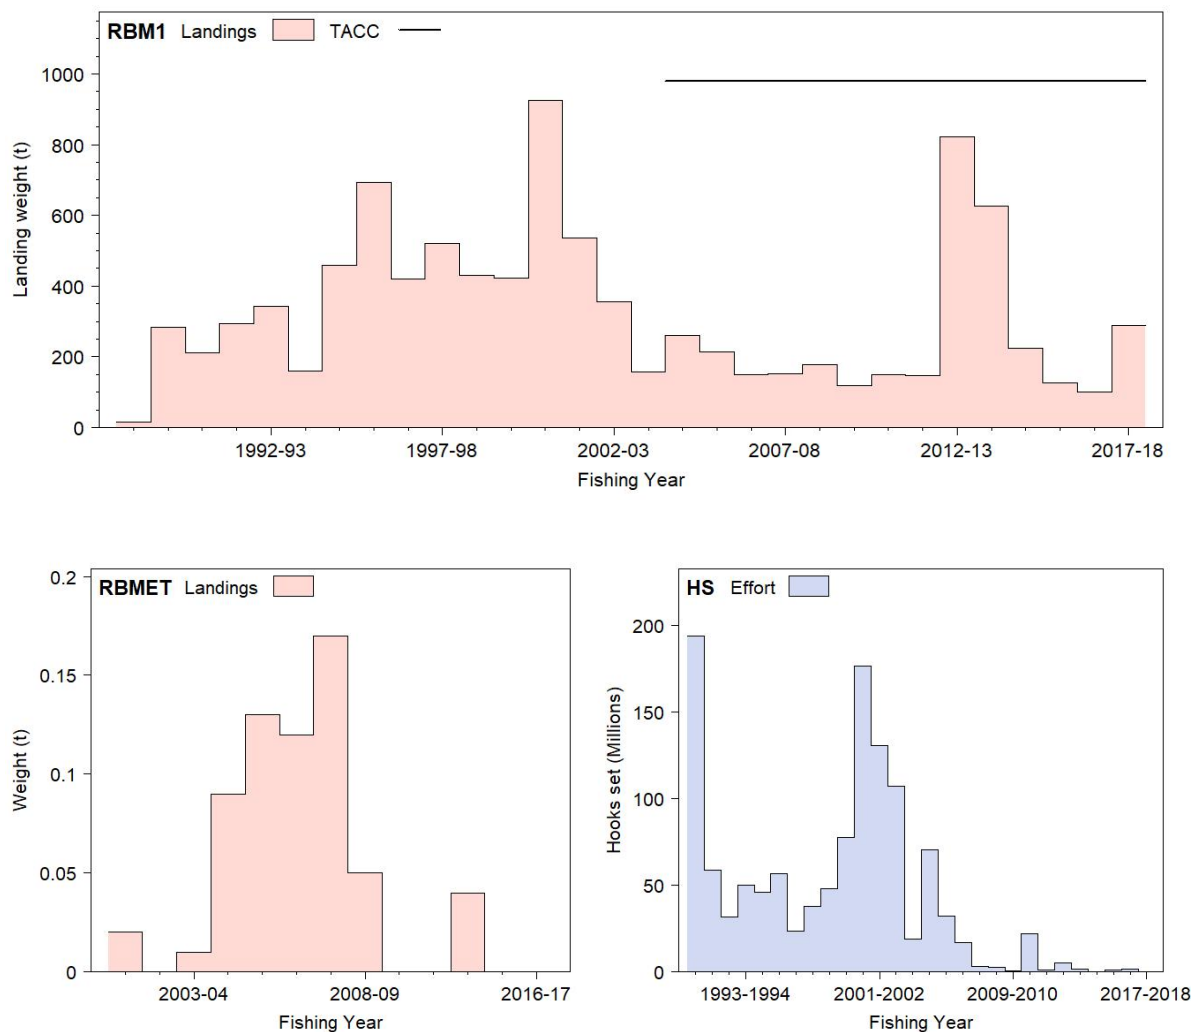 RBM1 Landings TACC
1000
800
600
400
200
0
Landing weight (t)
1992-93 1997-98 2002-03 2007-08 2012-13 2017-18
Fishing Year
RBMET Landings
0.2
0.15
0.1
0.05
0
Weight (t)
2003-04 2008-09 2016-17
Fishing Year
HS Effort
200
150
100
50
0
Hooks set (Millions)
1993-1994 2001-2002 2009-2010 2017-2018
Fishing Year